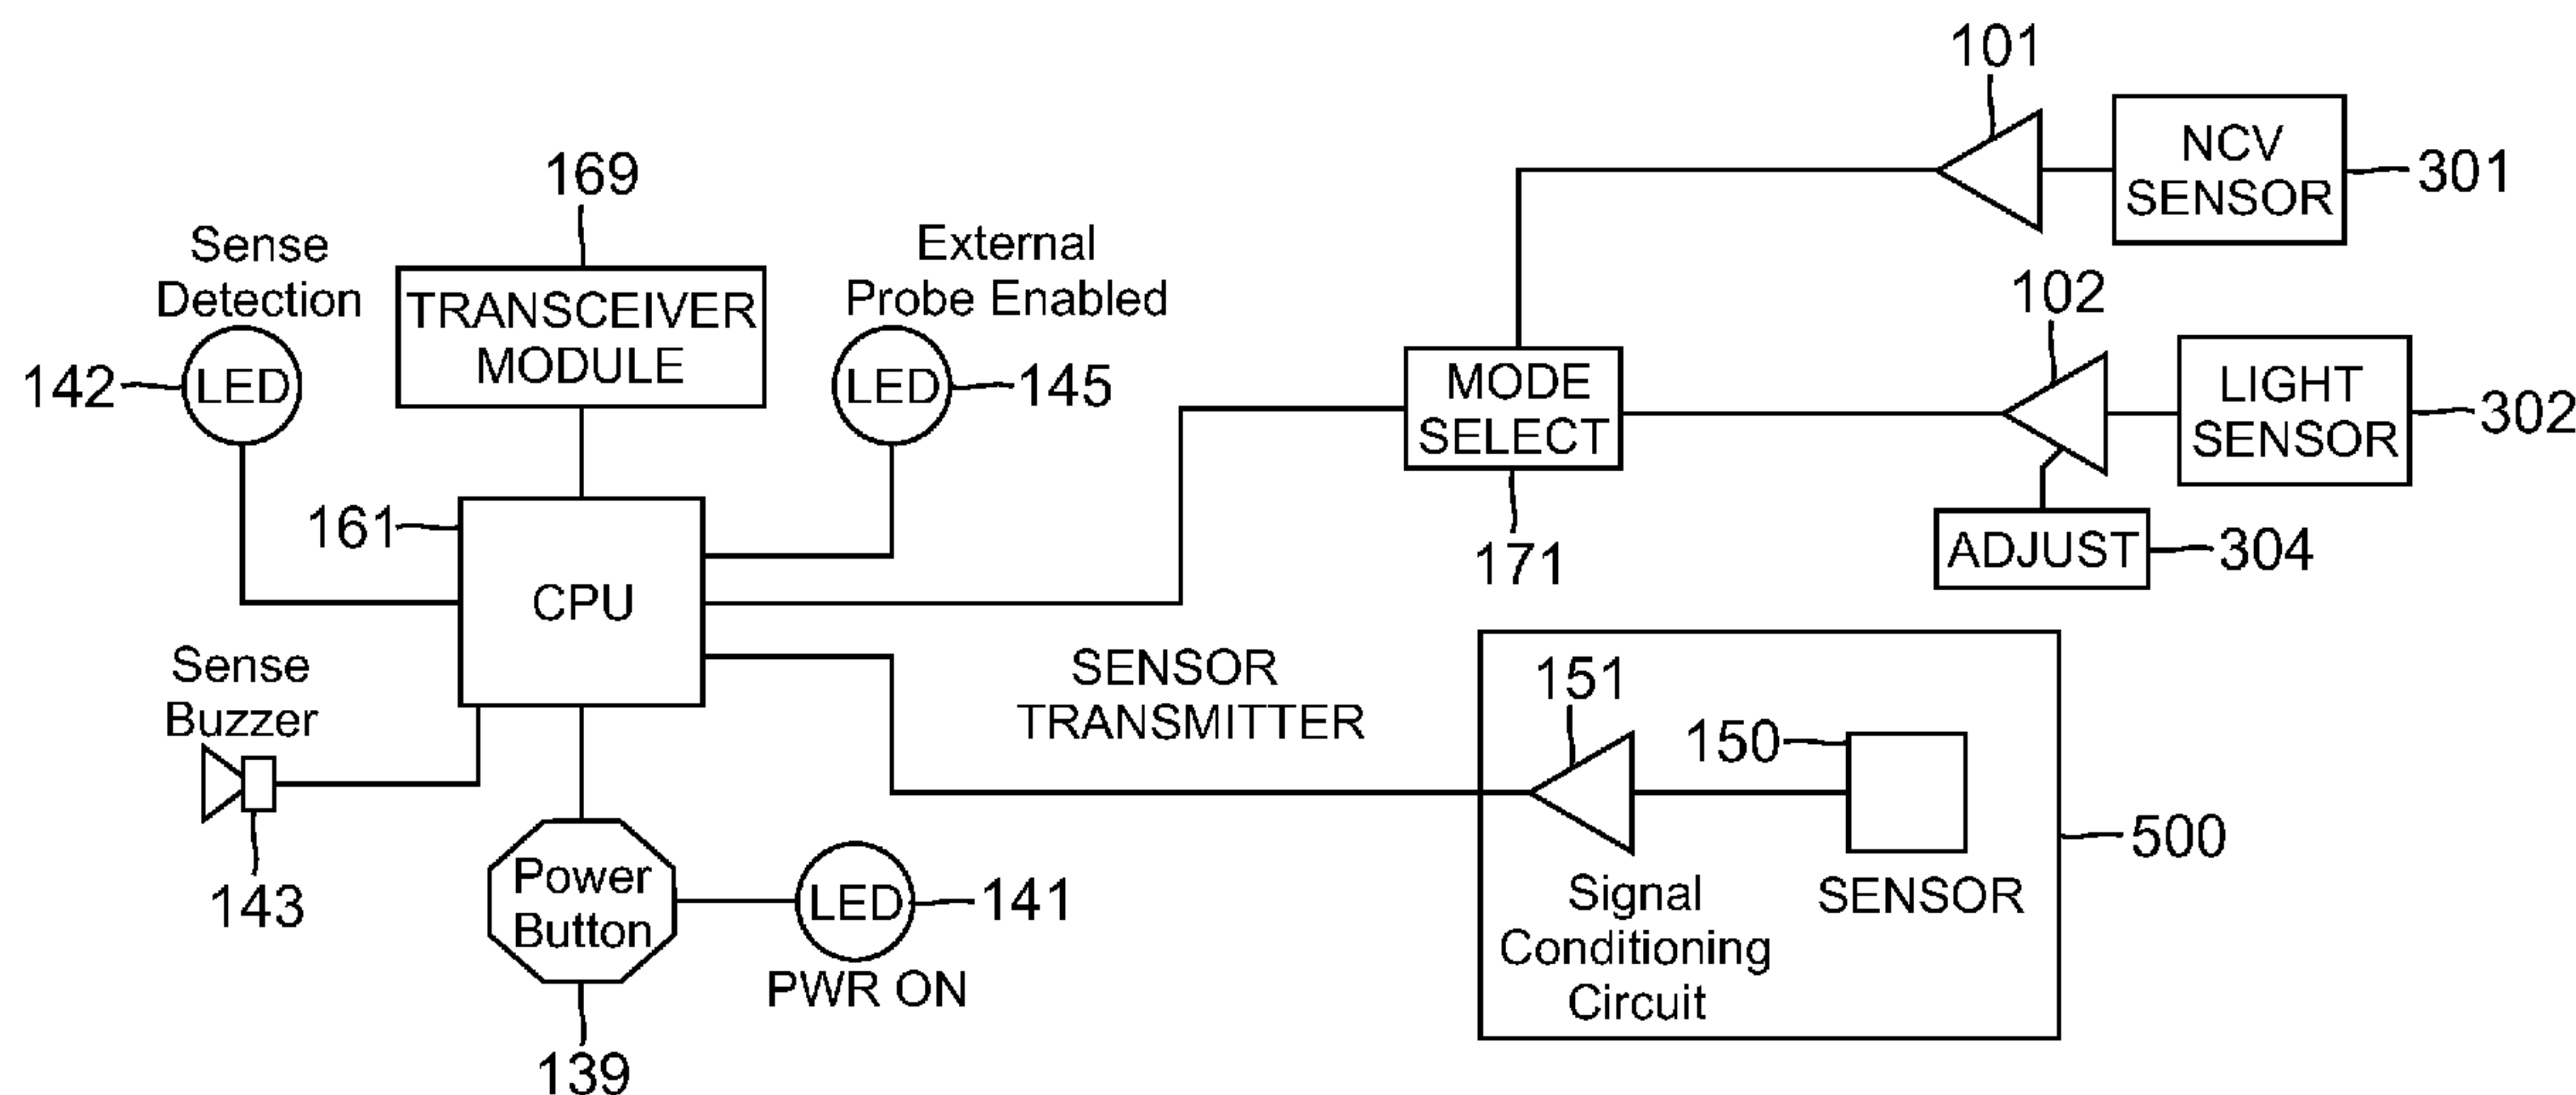 101
NCV
SENSOR
301
169
Sense
Detection
TRANSCEIVER
MODULE
External
Probe Enabled
102
142
LED
LED
145
MODE
SELECT
LIGHT
SENSOR
302
161
CPU
171
ADJUST
304
Sense
Buzzer
143
SENSOR
TRANSMITTER
151
150
Signal
Conditioning
Circuit
SENSOR
500
Power
Button
LED
141
PWR ON
139